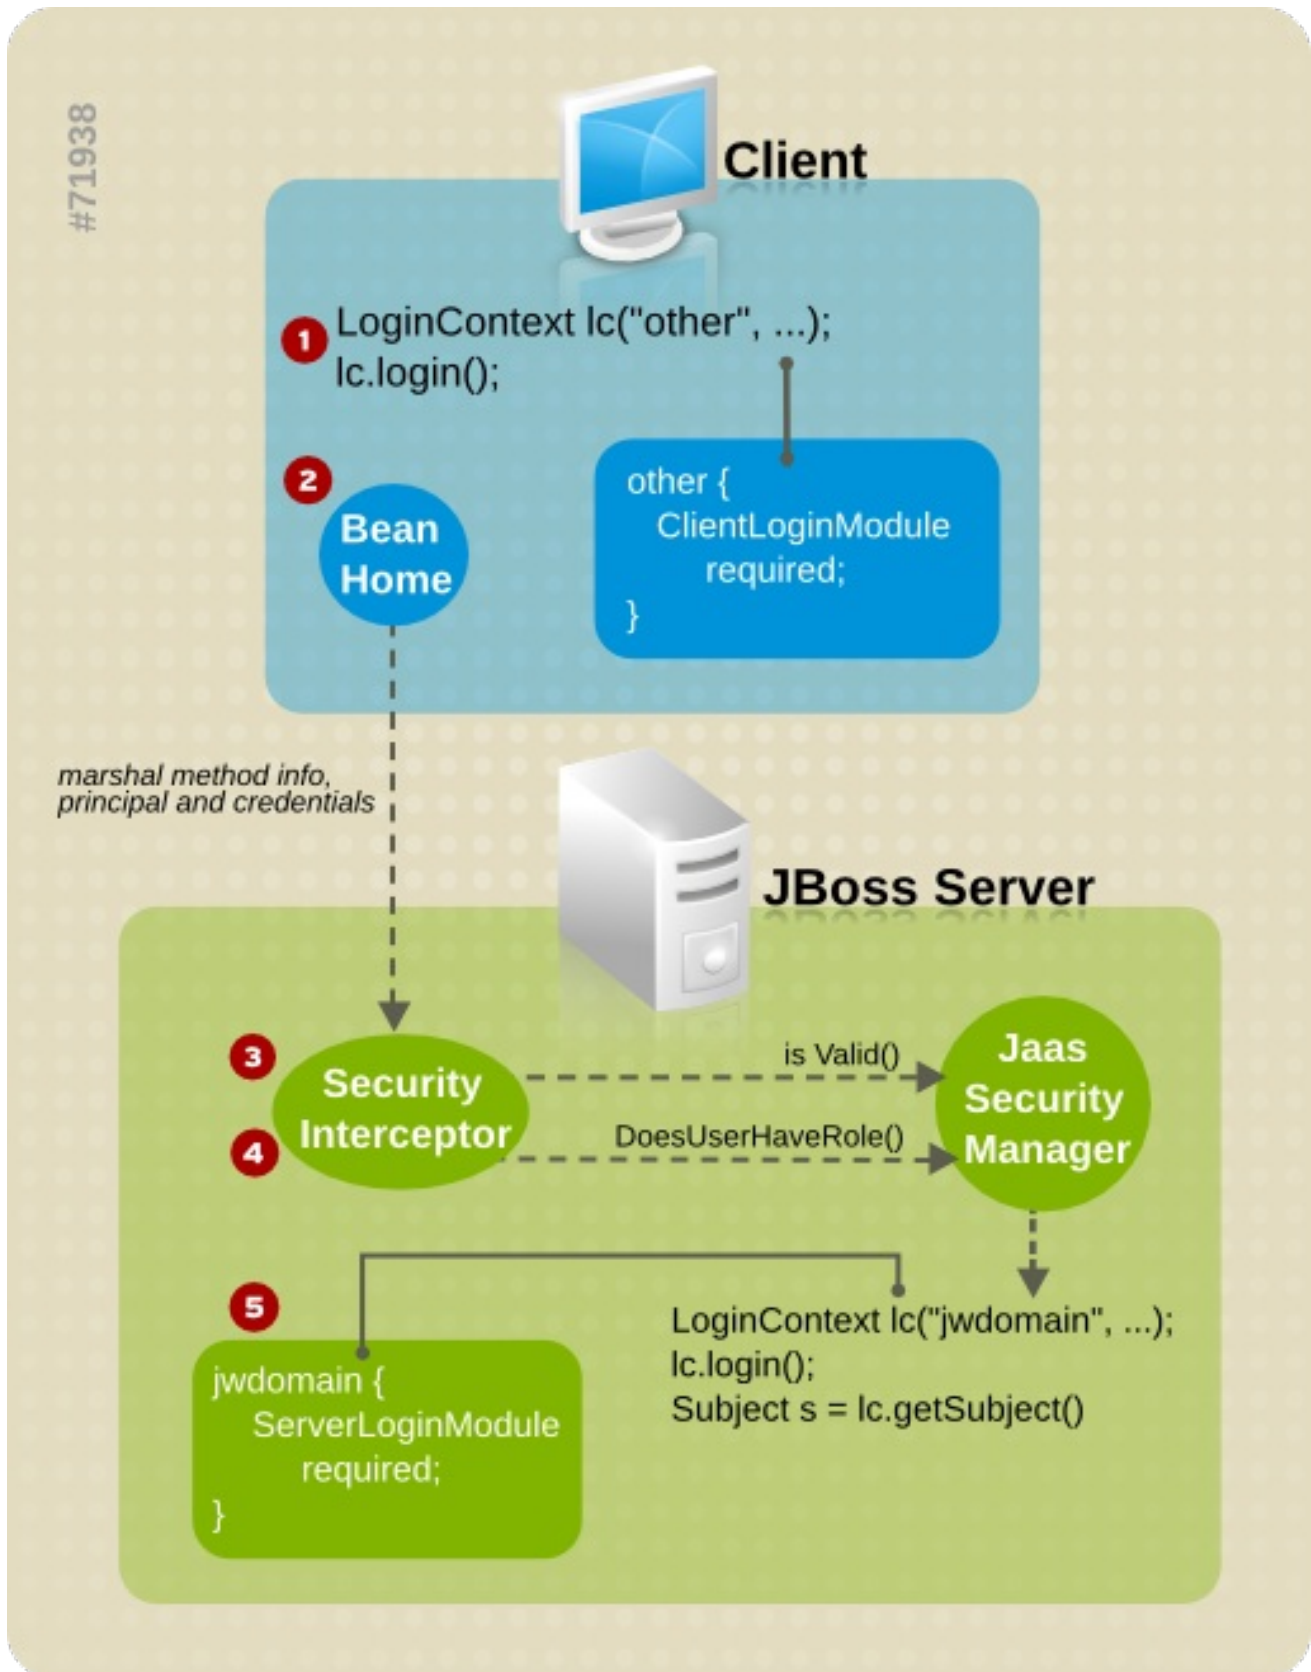 #71938
Client
1
LoginContext lc("other", ...);
lc.login();
2
Bean
Home
other {
ClientLoginModule
required;
}
marshal method info,
principal and credentials
JBoss Server
3
Security
Interceptor
4
is Valid()
DoesUserHaveRole()
Jaas
Security
Manager
5
jwdomain {
ServerLoginModule
required;
}
LoginContext lc("jwdomain", ...);
lc.login();
Subject s = lc.getSubject()